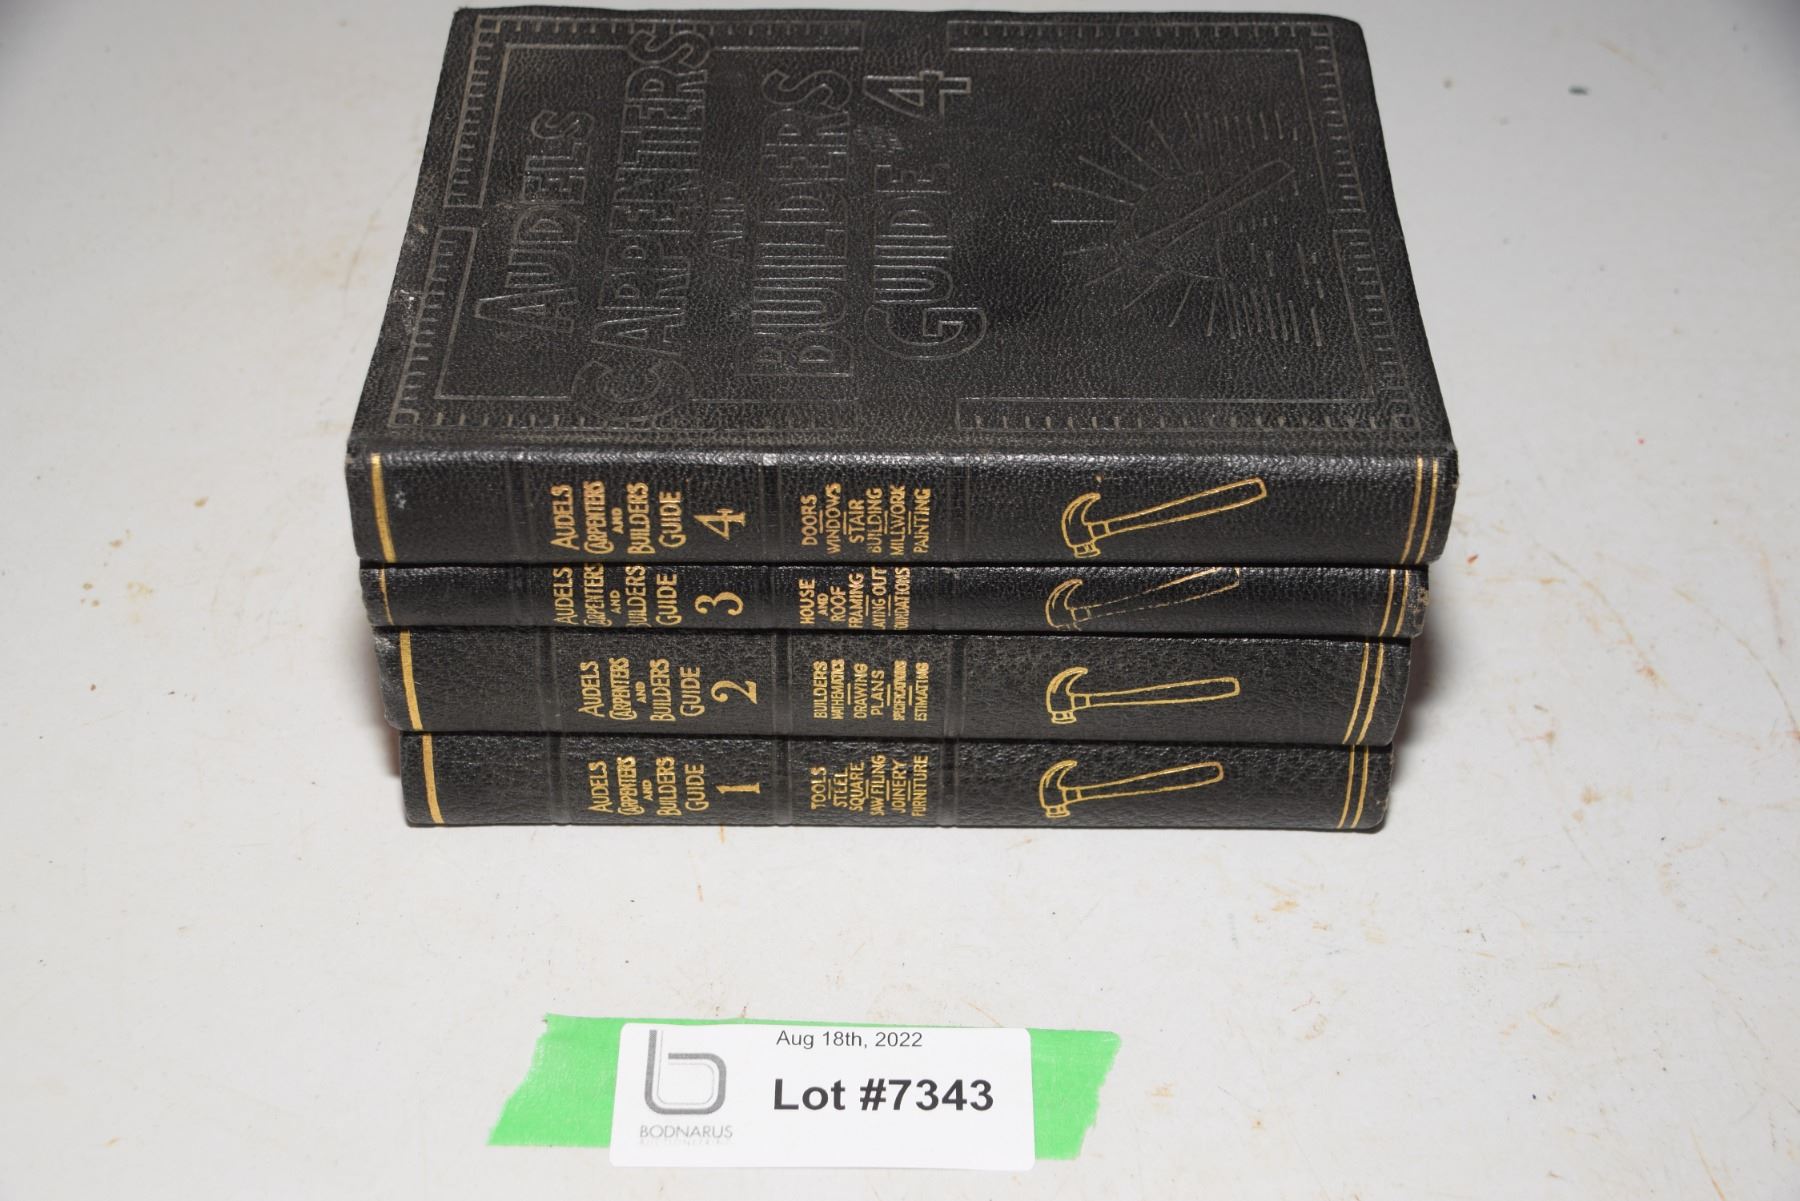 AUDELS
CARPENTERS
AND
BUILDERS
GUIDE #4
AUDELS
CARPENTERS
AND
BUILDERS
GUIDE
4
DOORS
WINDOWS
STAIR
BUILDING
MILLWORK
PAINTING
AUDELS
CARPENTERS
AND
BUILDERS
GUIDE
3
HOUSE
AND
ROOF
FRAMING
LAYING OUT
FOUNDATIONS
AUDELS
CARPENTERS
AND
BUILDERS
GUIDE
2
BUILDERS
MATHEMATICS
DRAWING
PLANS
SPECIFICATIONS
ESTIMATING
AUDELS
CARPENTERS
AND
BUILDERS
GUIDE
1
TOOLS
STEEL
SQUARE
SAW FILING
JOINERY
FURNITURE
Aug 18th, 2022
Lot #7343
BODNARUS
AUCTIONEERING